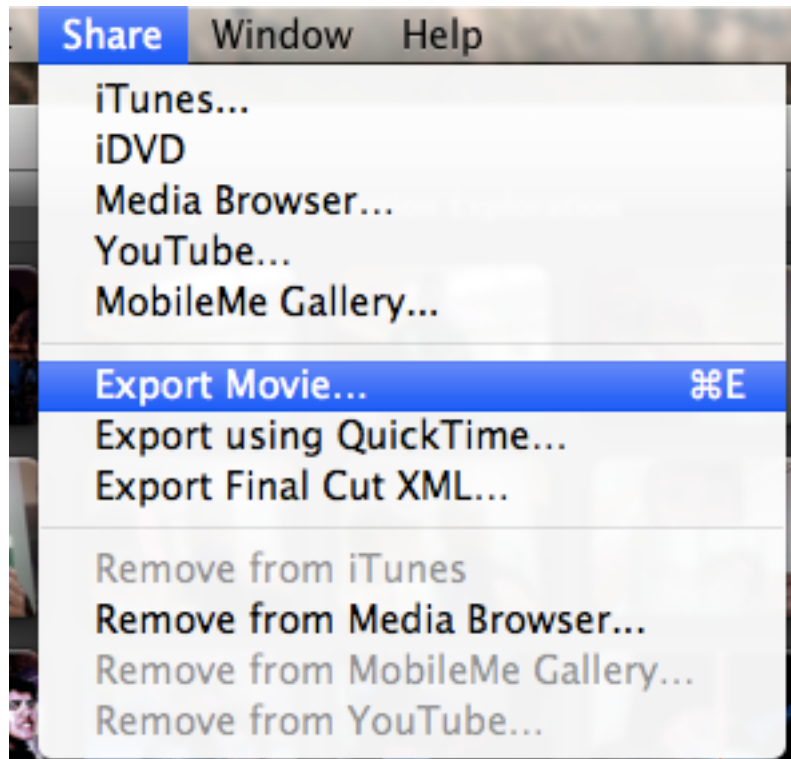 Share Window Help
iTunes...
iDVD
Media Browser...
YouTube...
MobileMe Gallery...
Export Movie... ⌘E
Export using QuickTime...
Export Final Cut XML...
Remove from iTunes
Remove from Media Browser...
Remove from MobileMe Gallery...
Remove from YouTube...